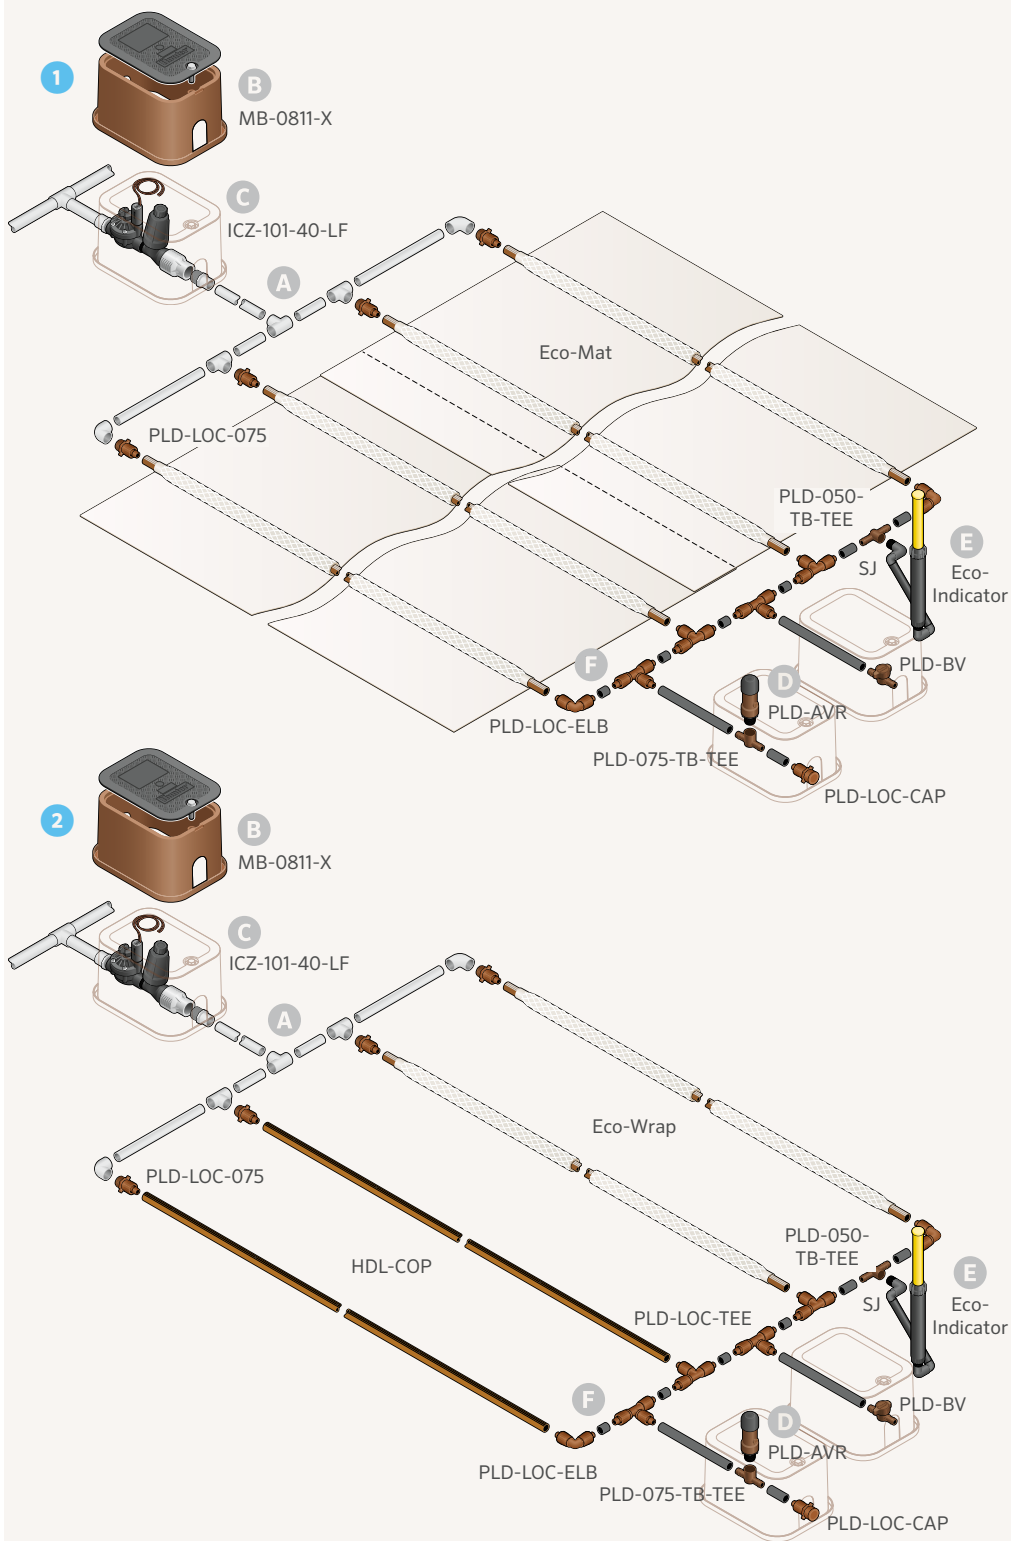 1
B
MB-0811-X
C
ICZ-101-40-LF
A
Eco-Mat
PLD-LOC-075
PLD-050-
TB-TEE
E
SJ
Eco-
Indicator
F
PLD-BV
D
PLD-LOC-ELB
PLD-AVR
PLD-075-TB-TEE
PLD-LOC-CAP
2
B
MB-0811-X
C
ICZ-101-40-LF
A
Eco-Wrap
PLD-LOC-075
PLD-050-
TB-TEE
HDL-COP
E
SJ
Eco-
Indicator
PLD-LOC-TEE
F
PLD-BV
D
PLD-AVR
PLD-LOC-ELB
PLD-075-TB-TEE
PLD-LOC-CAP